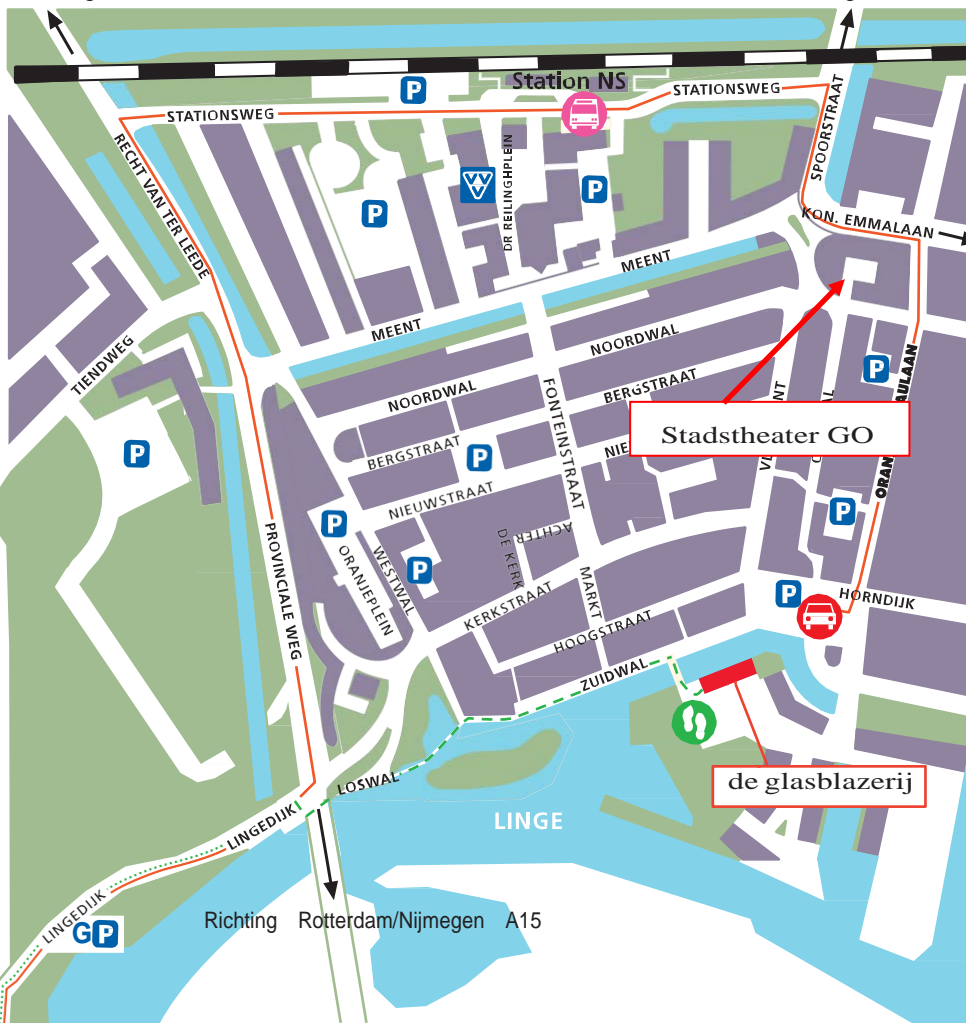 Station NS
P
STATIONSWEG
STATIONSWEG
SPOORSTRAAT
RECHT VAN TER LEEDE
VVV
P
P
DR REILINGHPLEIN
KON. EMMALAAN
MEENT
MEENT
TIENDWEG
NOORDWAL
NOORDWAL
P
BERGSTRAAT
FONTEINSTRAAT
Stadstheater GO
BERGSTRAAT
P
P
NIEUWSTRAAT
P
P
PROVINCIALE WEG
ORANJEPLEIN
WESTWAL
P
ACHTER
DE KERK
MARKT
KERKSTRAAT
HOOGSTRAAT
P
HORNDIJK
ZUIDWAL
de glasblazerij
LOSWAL
LINGE
LINGEDIJK
LINGEDIJK
GP
Richting Rotterdam/Nijmegen A15